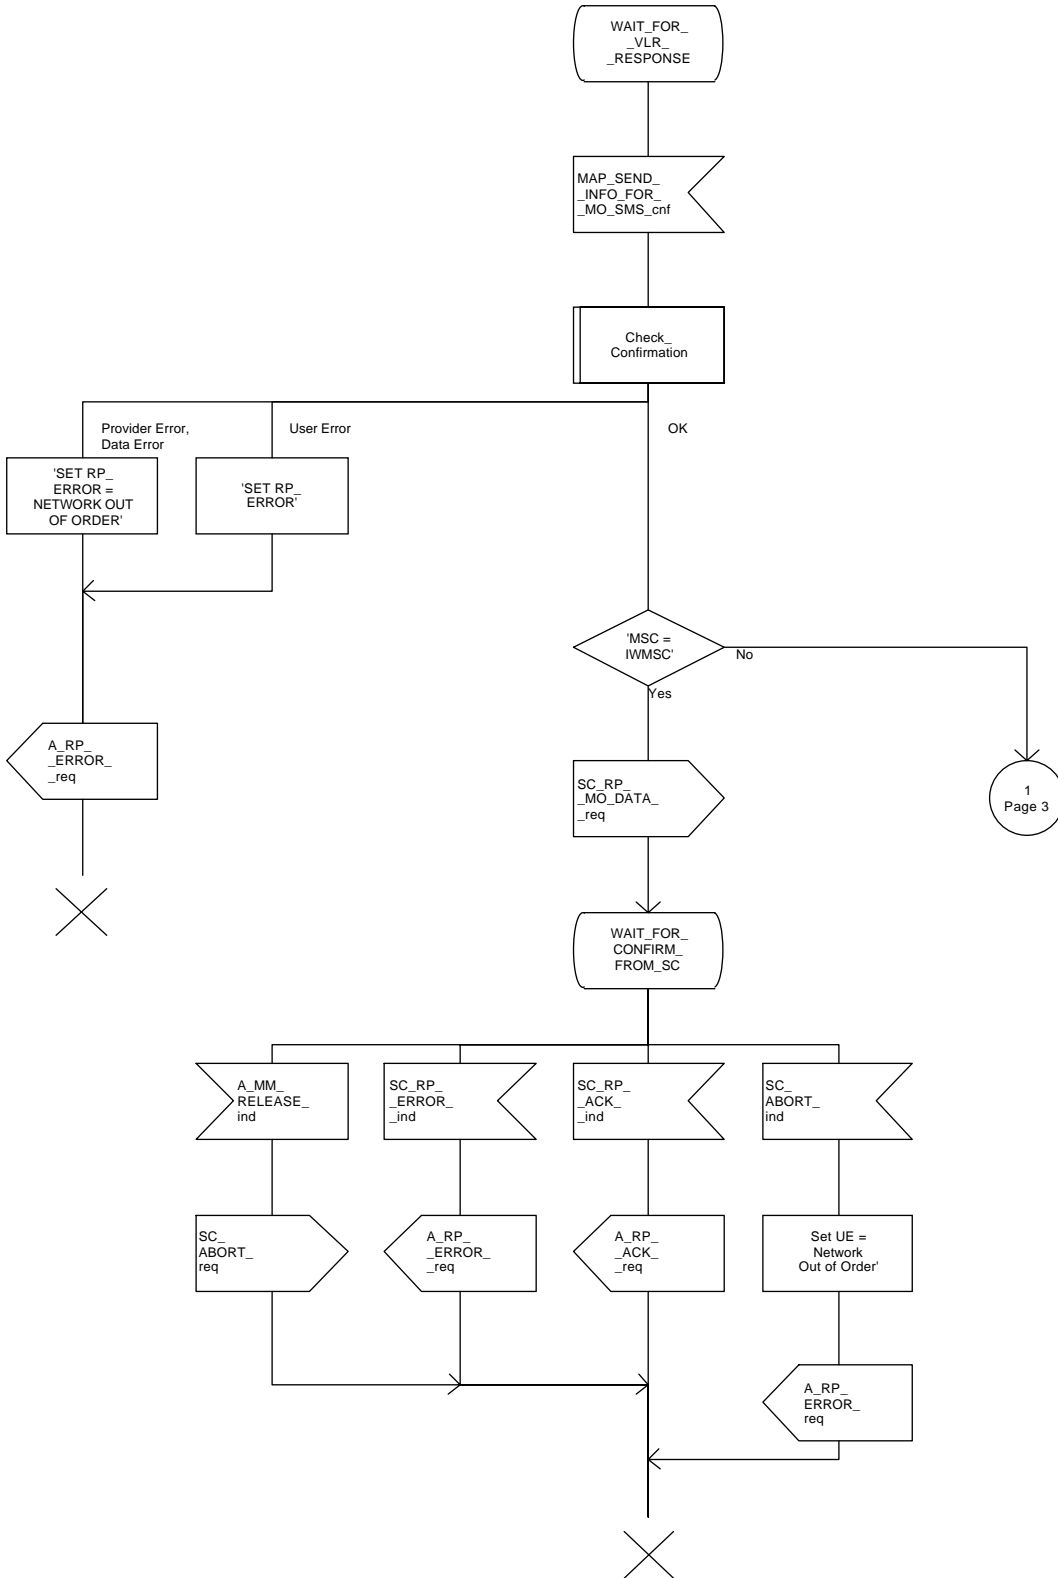 WAIT_FOR_
_VLR_
_RESPONSE
MAP_SEND_
_INFO_FOR_
_MO_SMS_cnf
Check_
Confirmation
Provider Error,
Data Error
User Error
OK
'SET RP_
ERROR =
NETWORK OUT
OF ORDER'
'SET RP_
ERROR'
'MSC =
IWMSC'
No
Yes
A_RP_
_ERROR_
_req
SC_RP_
_MO_DATA_
_req
1
Page 3
WAIT_FOR_
CONFIRM_
FROM_SC
A_MM_
RELEASE_
ind
SC_RP_
_ERROR_
_ind
SC_RP_
_ACK_
_ind
SC_
ABORT_
ind
SC_
ABORT_
req
A_RP_
_ERROR_
_req
A_RP_
_ACK_
_req
Set UE =
Network
Out of Order'
A_RP_
ERROR_
req